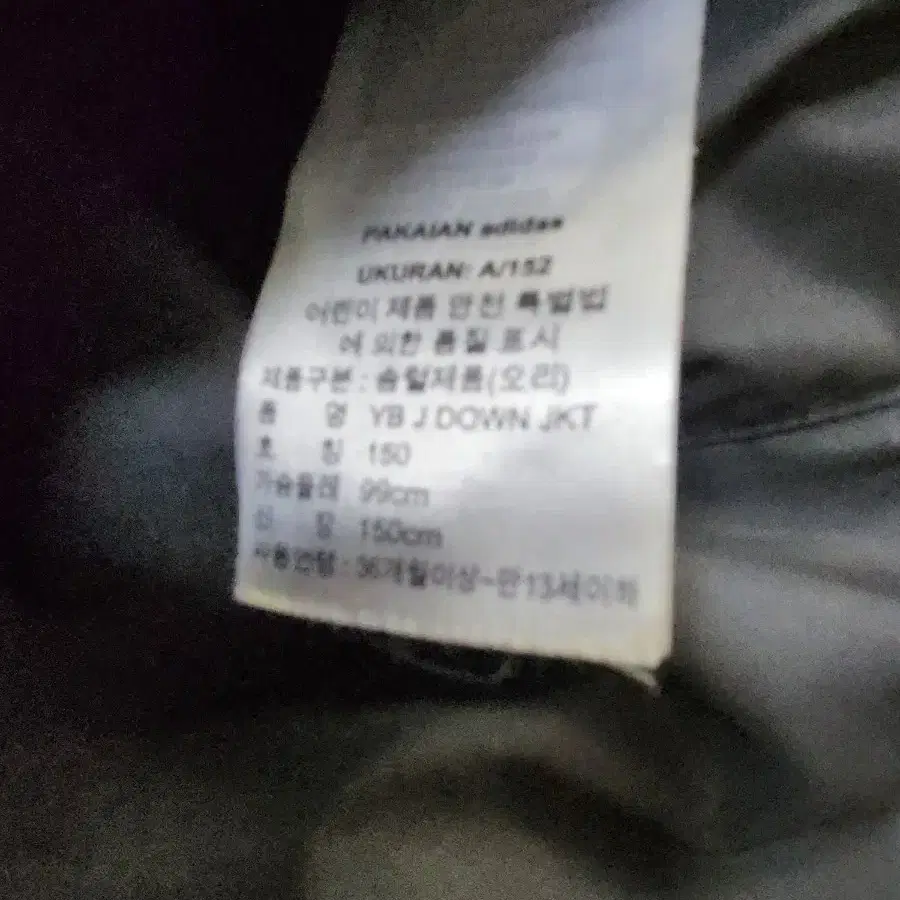 PAKAIAN adidas
UKURAN: A/152
어린이 제품 안전 특별법
에 의한 품질 표시
제품구분 : 솜털제품(오리)
품 명 YB J DOWN JKT
호 칭 150
가슴둘레 99cm
신 장 150cm
사용연령 : 36개월이상~만13세이하